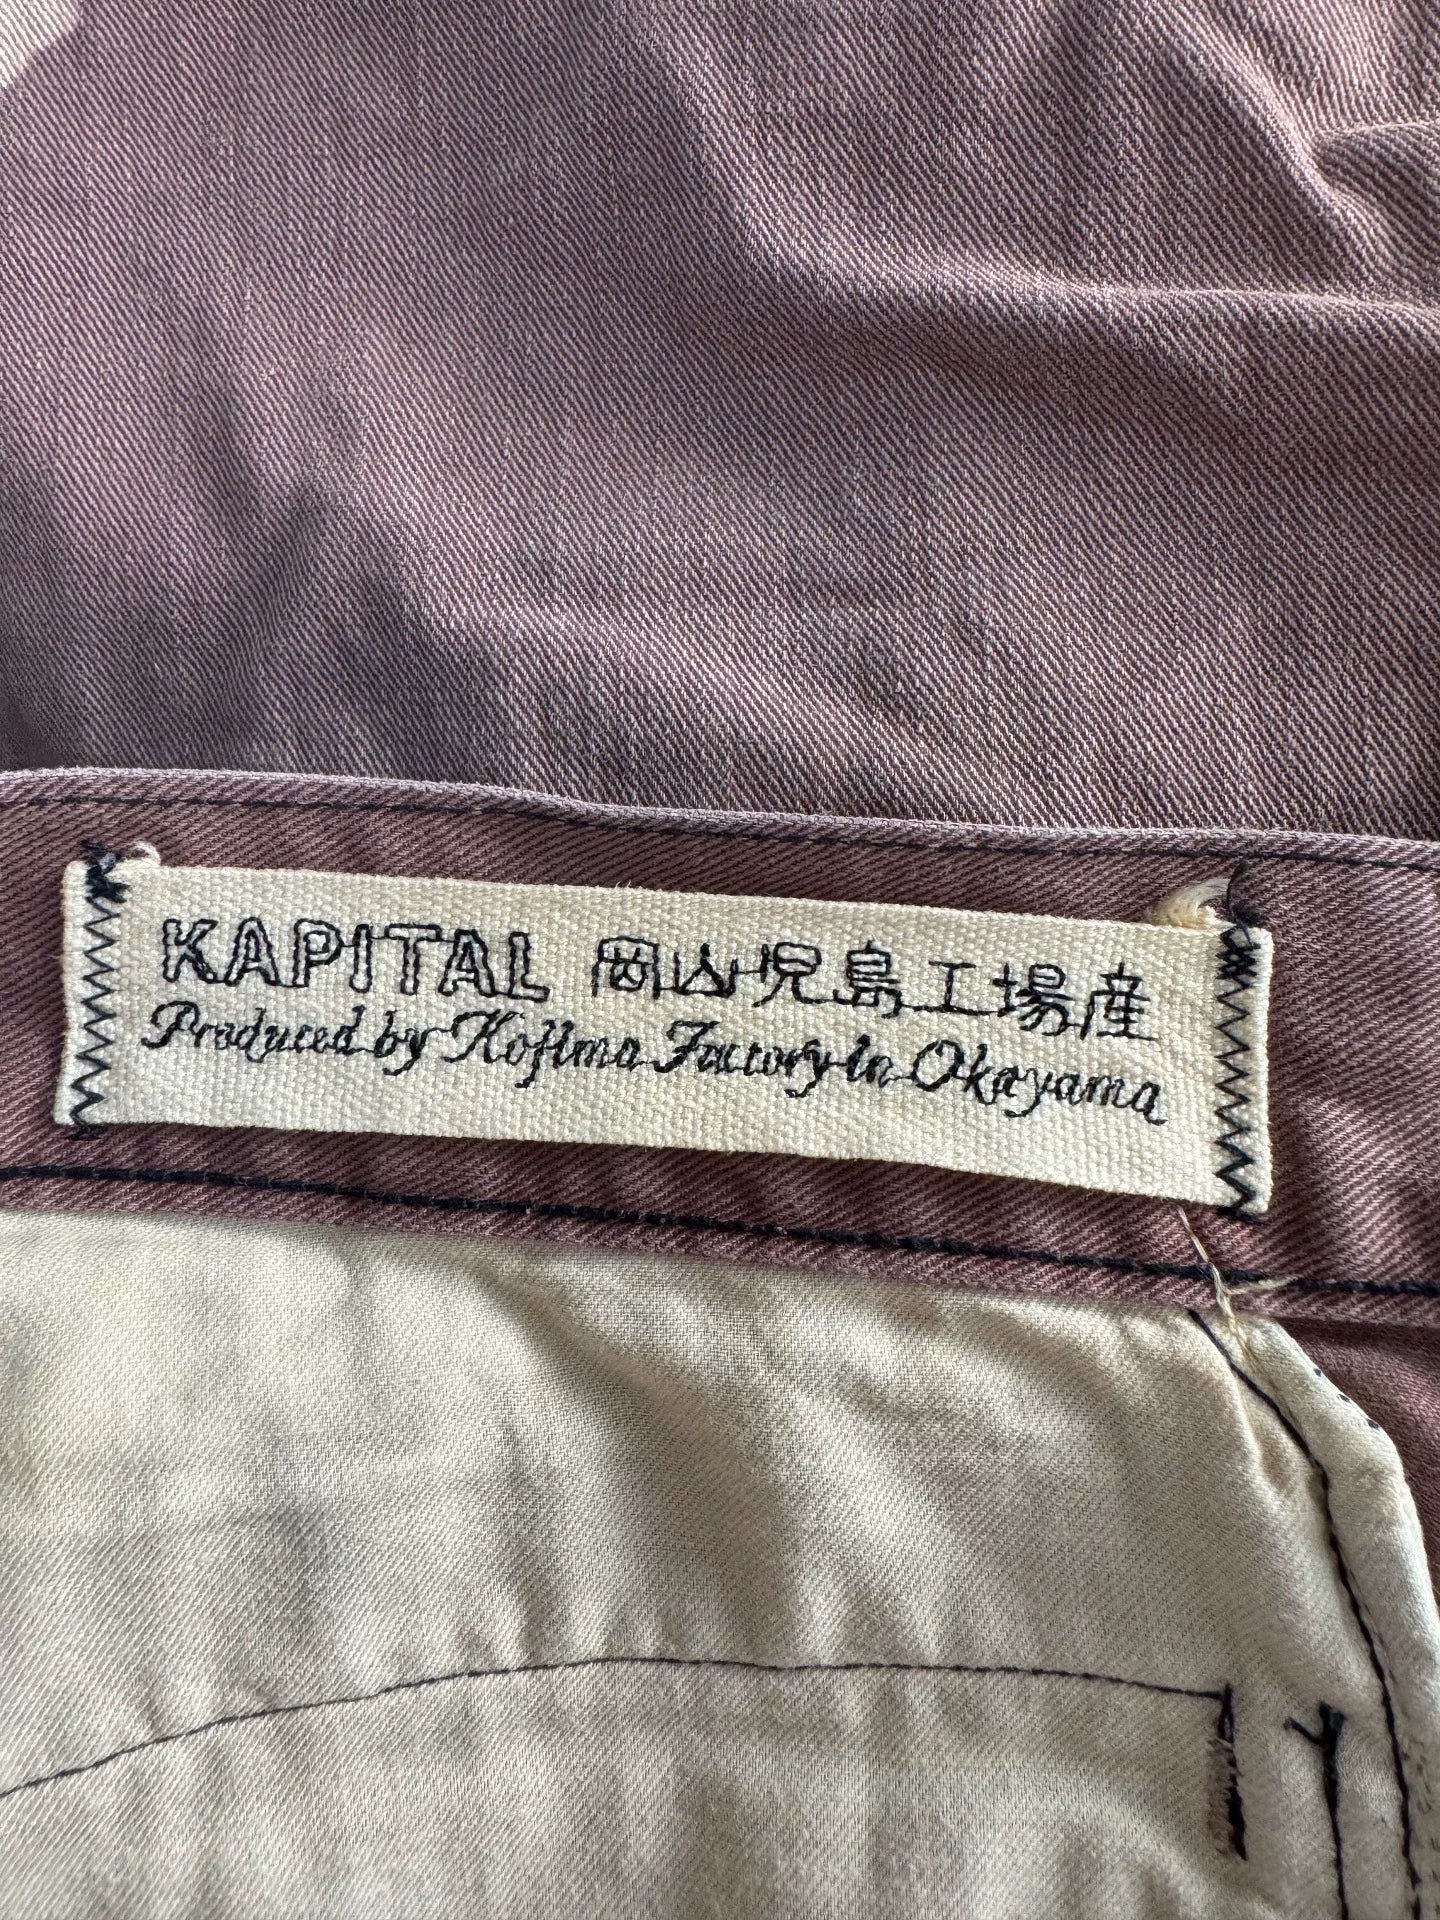 KAPITAL 岡山児島工場産
Produced by Kojima Factory in Okayama